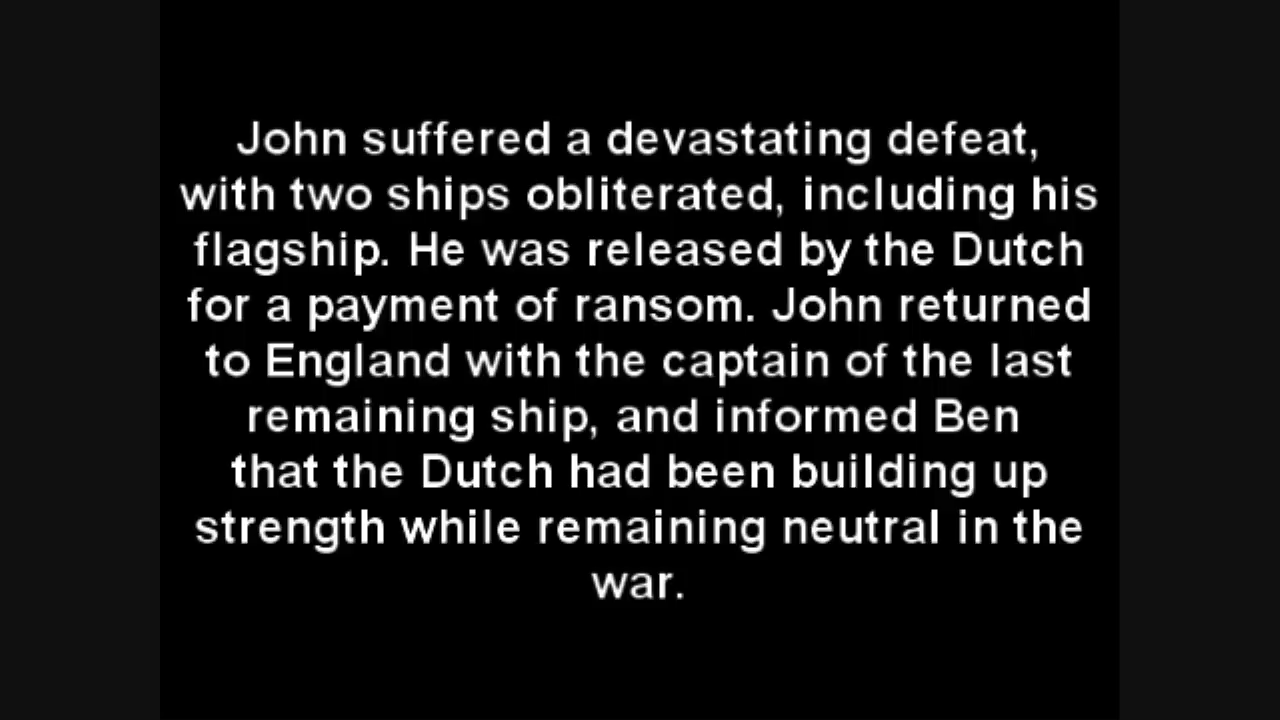 John suffered a devastating defeat,
with two ships obliterated, including his
flagship. He was released by the Dutch
for a payment of ransom. John returned
to England with the captain of the last
remaining ship, and informed Ben
that the Dutch had been building up
strength while remaining neutral in the
war.